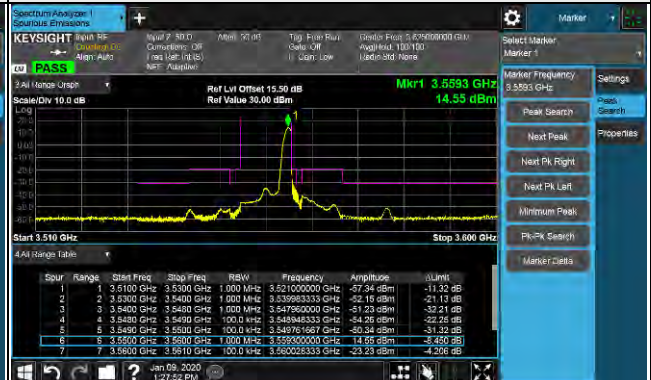 Spectrum Analyzer 1
Spurious Emissions
Marker
KEYSIGHT Input: RF
Align: Auto
Input Z: 50 Ω
Corrections: Off
Freq Ref: Int (S)
NFE: Adaptive
Trig: Free Run
Gate: Off
IF Gain: Low
Center Freq: 3.625000000 GHz
Avg|Hold: 100/100
Radio Std: None
PASS
Select Marker
Marker 1
3 All Range Graph
Scale/Div 10.0 dB
Ref Lvl Offset 15.50 dB
Ref Value 30.00 dBm
Mkr1 3.5593 GHz
14.55 dBm
Log
1
Start 3.510 GHz
Stop 3.600 GHz
Marker Frequency
3.5593 GHz
Settings
Peak Search
Peak
Search
Next Peak
Properties
Next Pk Right
Next Pk Left
Minimum Peak
Pk-Pk Search
Marker Delta
4 All Range Table
Spur Range Start Freq Stop Freq RBW Frequency Amplitude ΔLimit
1 1 3.5100 GHz 3.5300 GHz 1.000 MHz 3.521000000 GHz -57.34 dBm -11.32 dB
2 2 3.5300 GHz 3.5400 GHz 1.000 MHz 3.539983333 GHz -52.15 dBm -21.13 dB
3 3 3.5400 GHz 3.5480 GHz 1.000 MHz 3.547960000 GHz -51.23 dBm -32.21 dB
4 4 3.5480 GHz 3.5490 GHz 100.0 kHz 3.548948333 GHz -54.26 dBm -22.26 dB
5 5 3.5490 GHz 3.5500 GHz 100.0 kHz 3.549761667 GHz -50.34 dBm -31.32 dB
6 6 3.5500 GHz 3.5600 GHz 1.000 MHz 3.559300000 GHz 14.55 dBm -8.450 dB
7 7 3.5600 GHz 3.5610 GHz 100.0 kHz 3.560028333 GHz -23.23 dBm -4.206 dB
Jan 09, 2020
1:27:52 PM